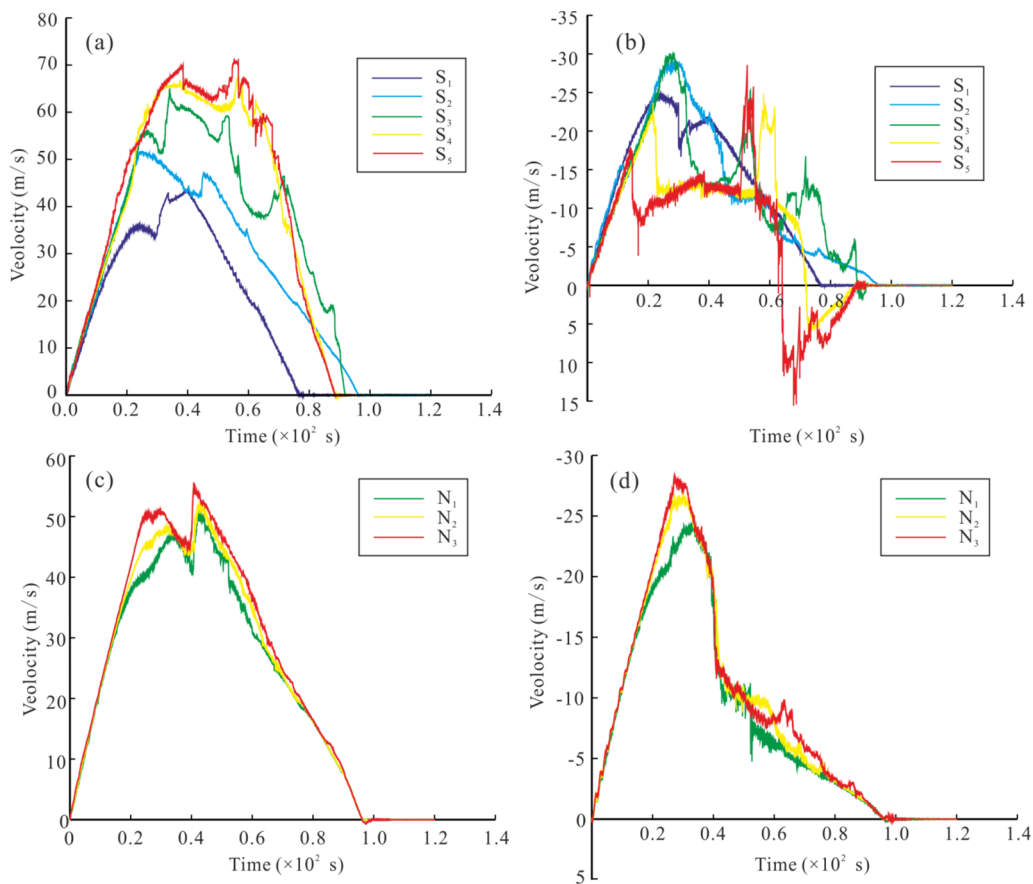 (a)
Veolocity (m/s)
80
70
60
50
40
30
20
10
0
0.0 0.2 0.4 0.6 0.8 1.0 1.2 1.4
Time (×10² s)
S₁
S₂
S₃
S₄
S₅
(b)
Veolocity (m/s)
-35
-30
-25
-20
-15
-10
-5
0
5
10
15
0.2 0.4 0.6 0.8 1.0 1.2 1.4
Time (×10² s)
S₁
S₂
S₃
S₄
S₅
(c)
Veolocity (m/s)
60
50
40
30
20
10
0
0.2 0.4 0.6 0.8 1.0 1.2 1.4
Time (×10² s)
N₁
N₂
N₃
(d)
Veolocity (m/s)
-30
-25
-20
-15
-10
-5
0
5
0.2 0.4 0.6 0.8 1.0 1.2 1.4
Time (×10² s)
N₁
N₂
N₃